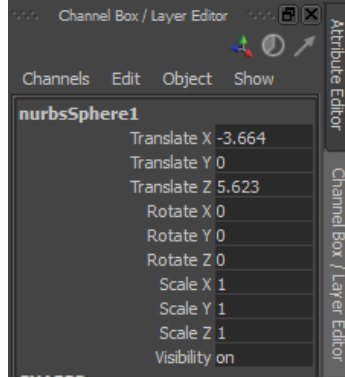 Channel Box / Layer Editor
Channels Edit Object Show
nurbsSphere1
Translate X -3.664
Translate Y 0
Translate Z 5.623
Rotate X 0
Rotate Y 0
Rotate Z 0
Scale X 1
Scale Y 1
Scale Z 1
Visibility on
Attribute Editor
Channel Box / Layer Editor